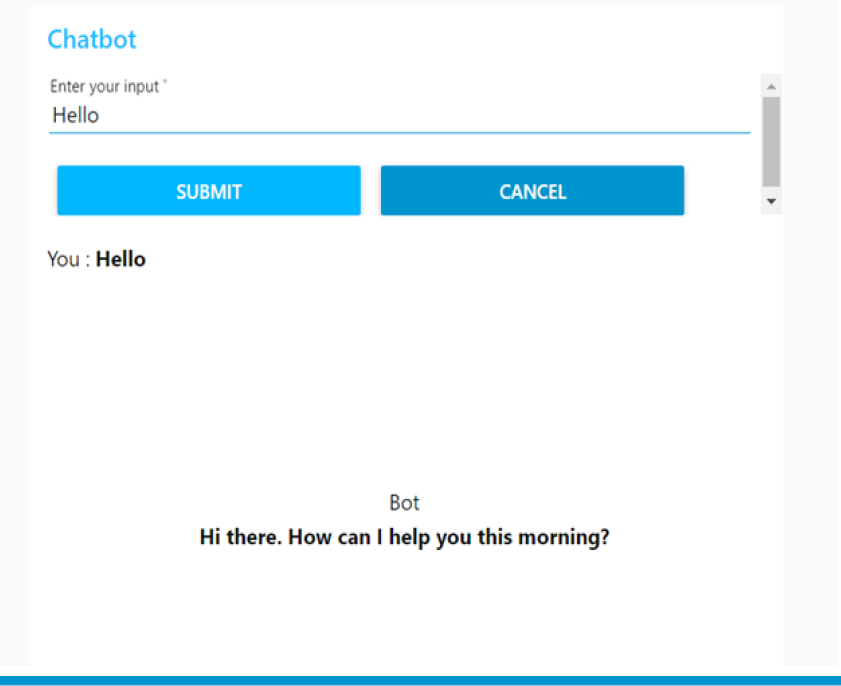 Chatbot
Enter your input *
Hello
SUBMIT CANCEL
You : Hello
Bot
Hi there. How can I help you this morning?